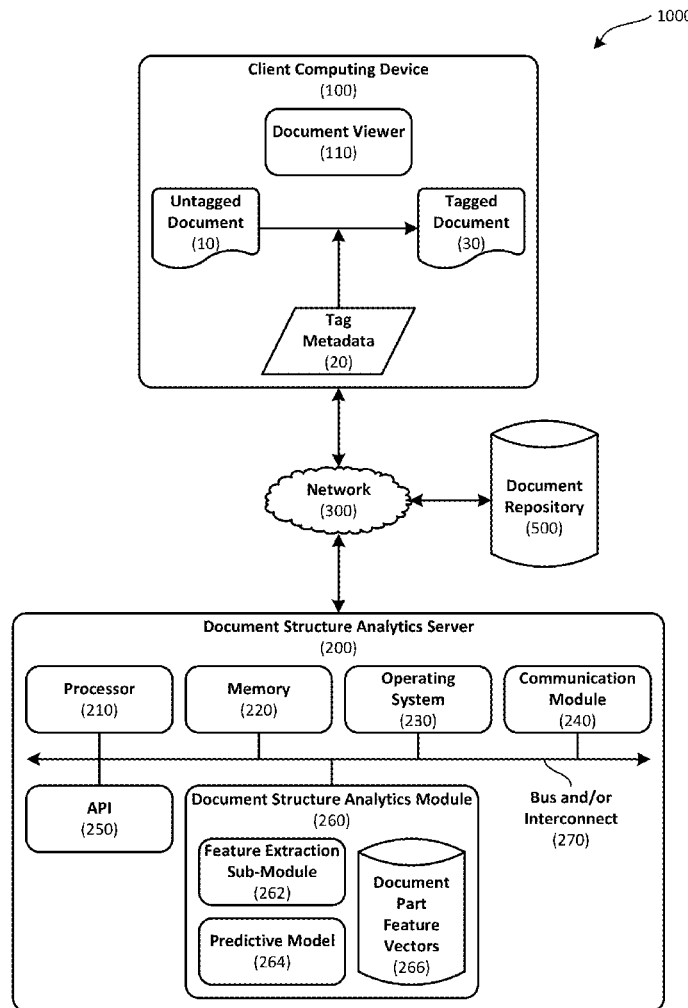 1000
Client Computing Device
(100)
Document Viewer
(110)
Untagged
Document
(10)
Tagged
Document
(30)
Tag
Metadata
(20)
Network
(300)
Document
Repository
(500)
Document Structure Analytics Server
(200)
Processor
(210)
Memory
(220)
Operating
System
(230)
Communication
Module
(240)
API
(250)
Document Structure Analytics Module
(260)
Bus and/or
Interconnect
(270)
Feature Extraction
Sub-Module
(262)
Predictive Model
(264)
Document
Part
Feature
Vectors
(266)